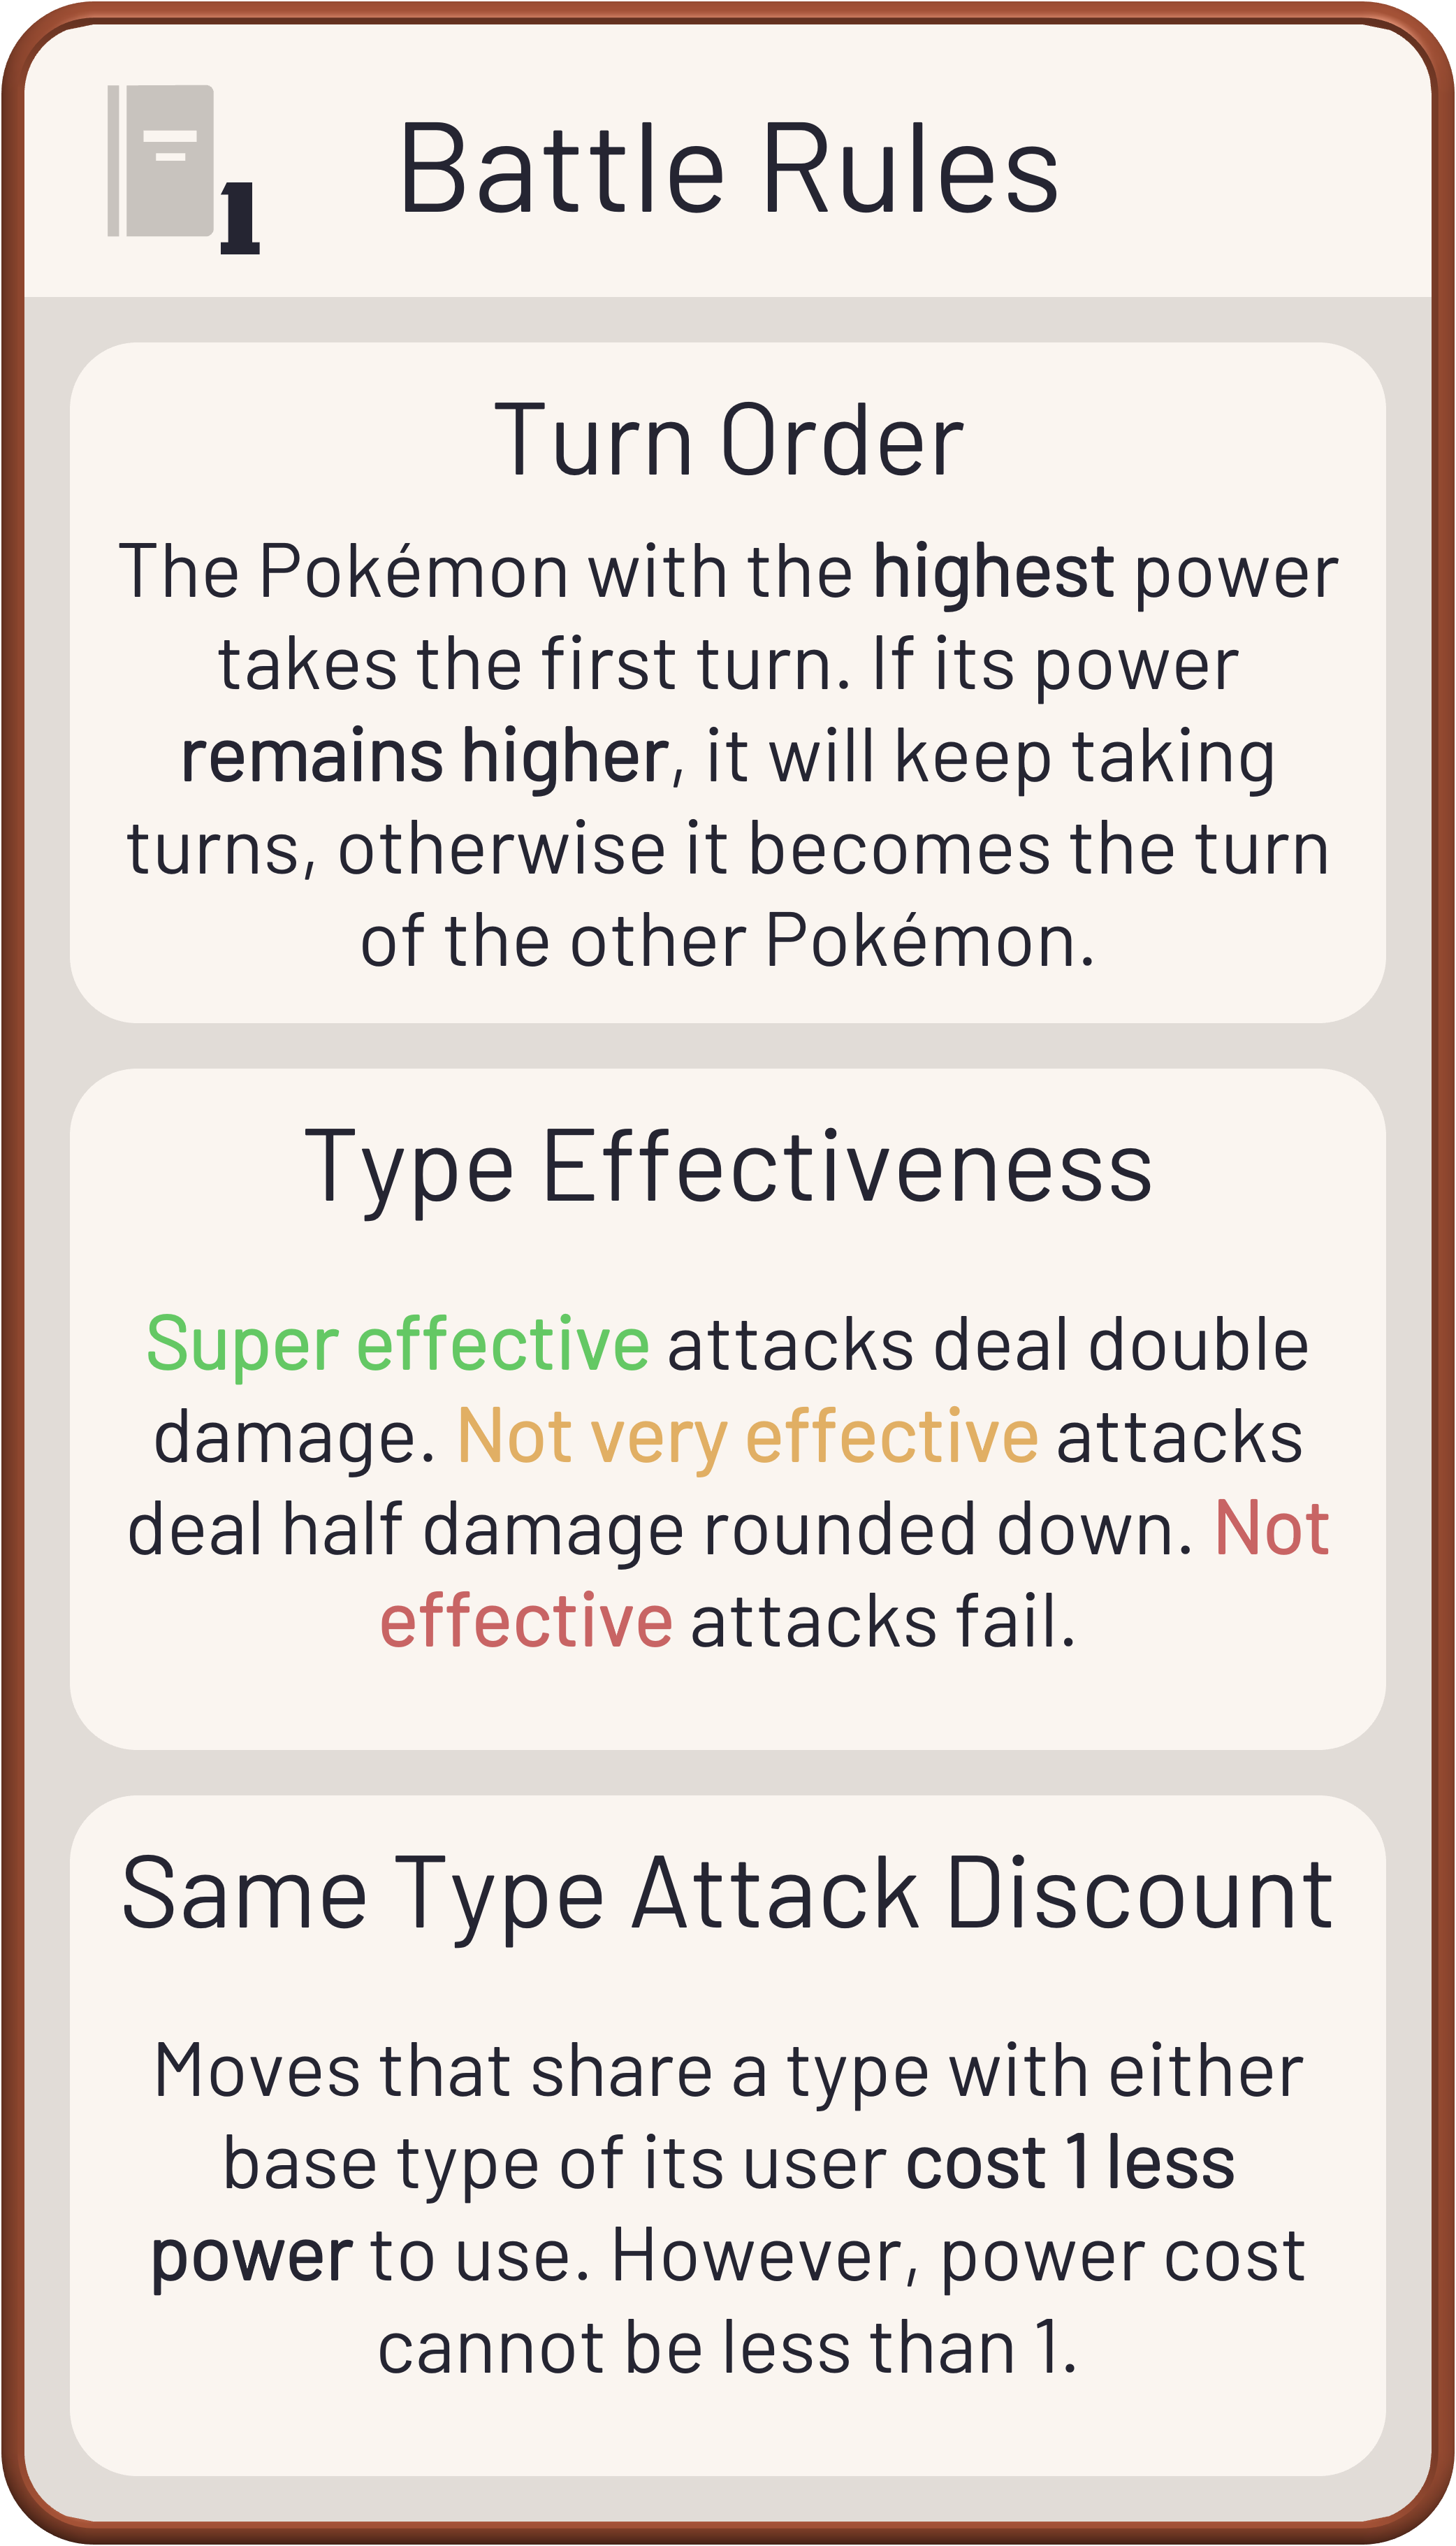 1
Battle Rules
Turn Order
The Pokémon with the highest power
takes the first turn. If its power
remains higher, it will keep taking
turns, otherwise it becomes the turn
of the other Pokémon.
Type Effectiveness
Super effective attacks deal double
damage. Not very effective attacks
deal half damage rounded down. Not
effective attacks fail.
Same Type Attack Discount
Moves that share a type with either
base type of its user cost 1 less
power to use. However, power cost
cannot be less than 1.